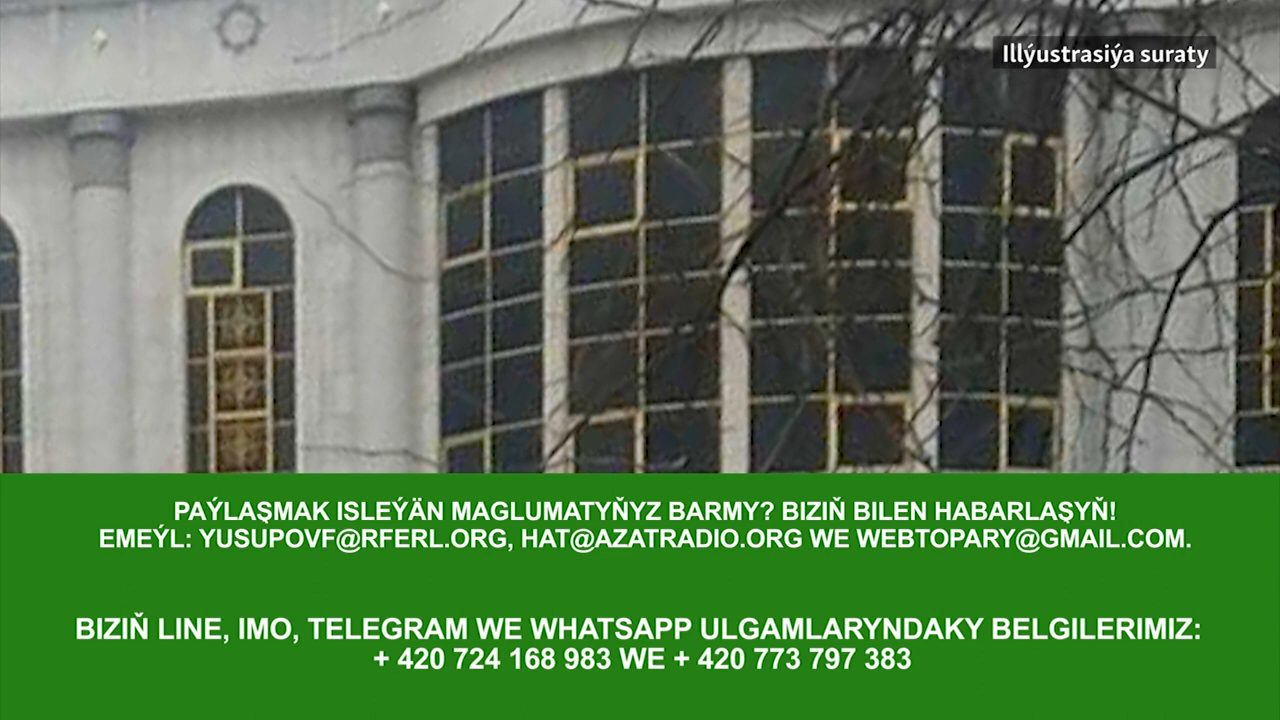 Illýustrasiýa suraty
PAÝLAŞMAK ISLEÝÄN MAGLUMATYŇYZ BARMY? BIZIŇ BILEN HABARLAŞYŇ!
EMEÝL: YUSUPOVF@RFERL.ORG, HAT@AZATRADIO.ORG WE WEBTOPARY@GMAIL.COM.
BIZIŇ LINE, IMO, TELEGRAM WE WHATSAPP ULGAMLARYNDAKY BELGILERIMIZ:
+ 420 724 168 983 WE + 420 773 797 383